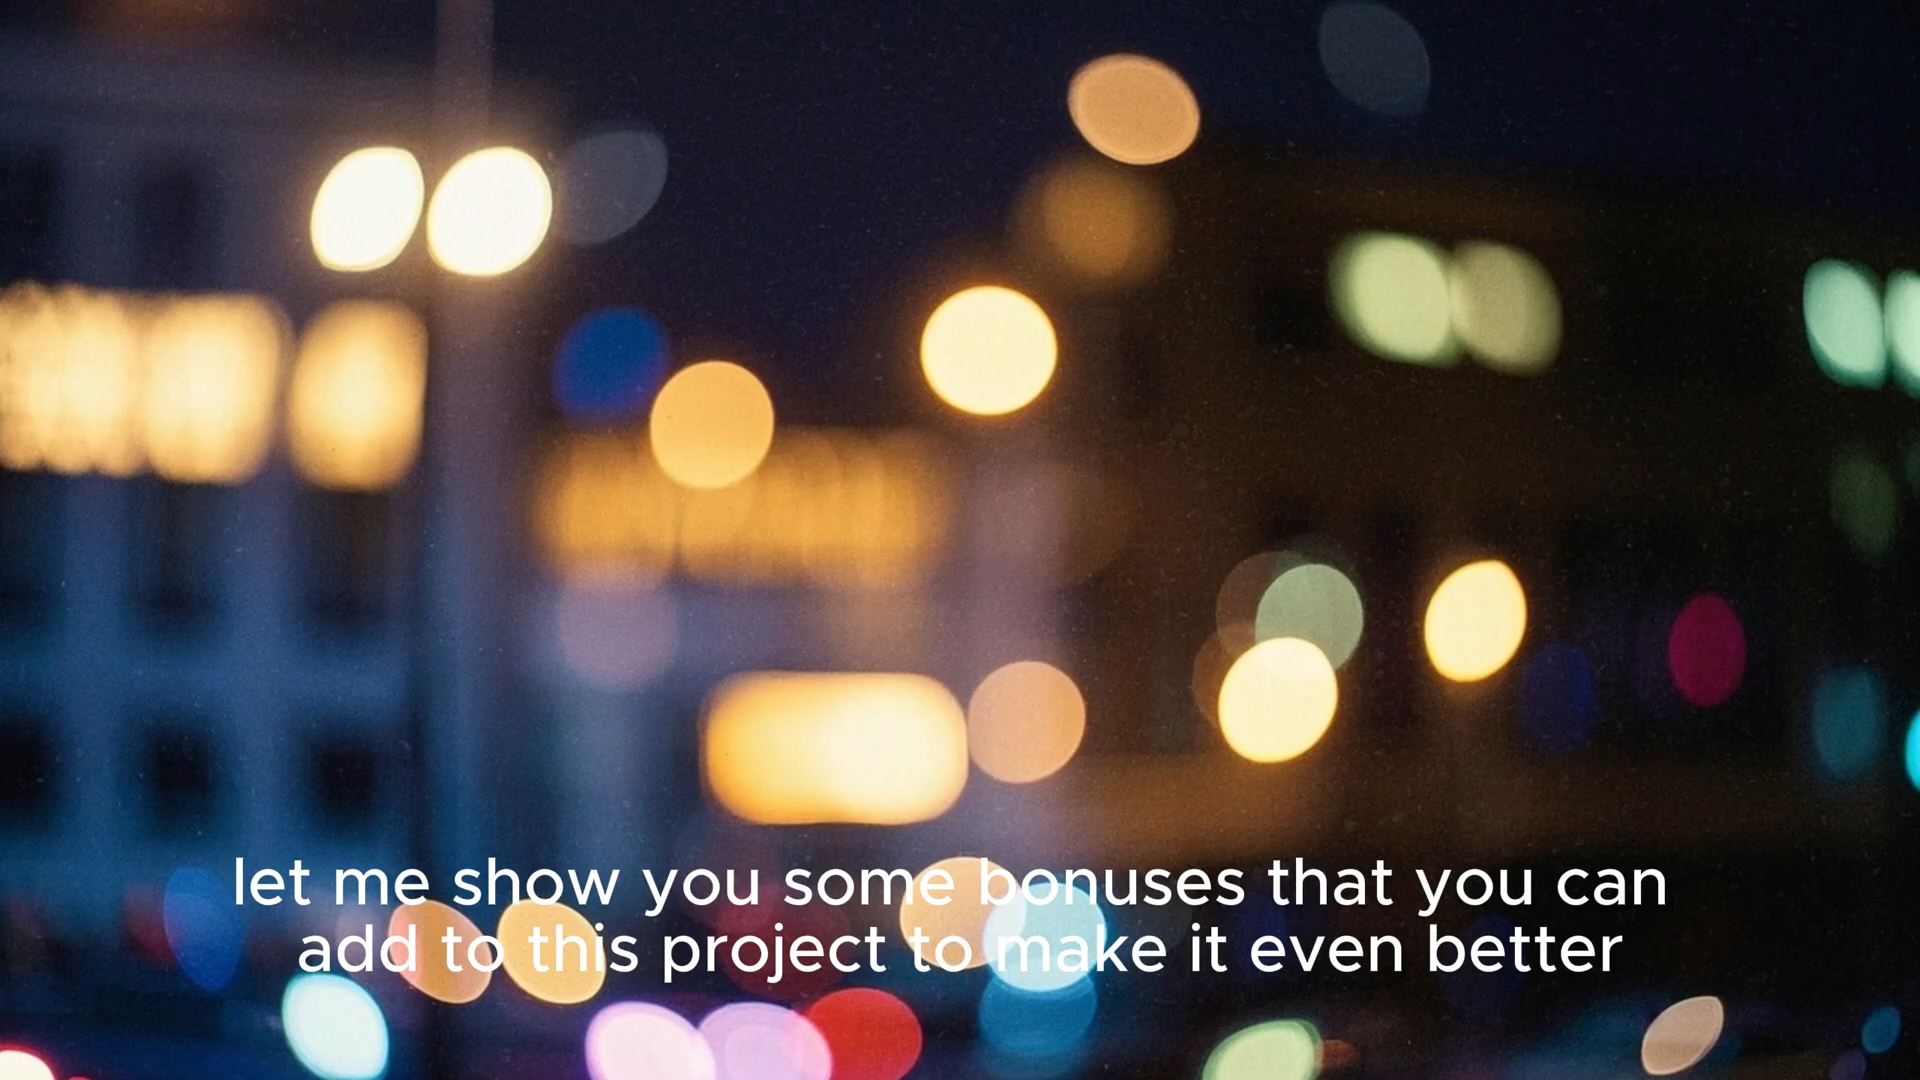 let me show you some bonuses that you can
add to this project to make it even better